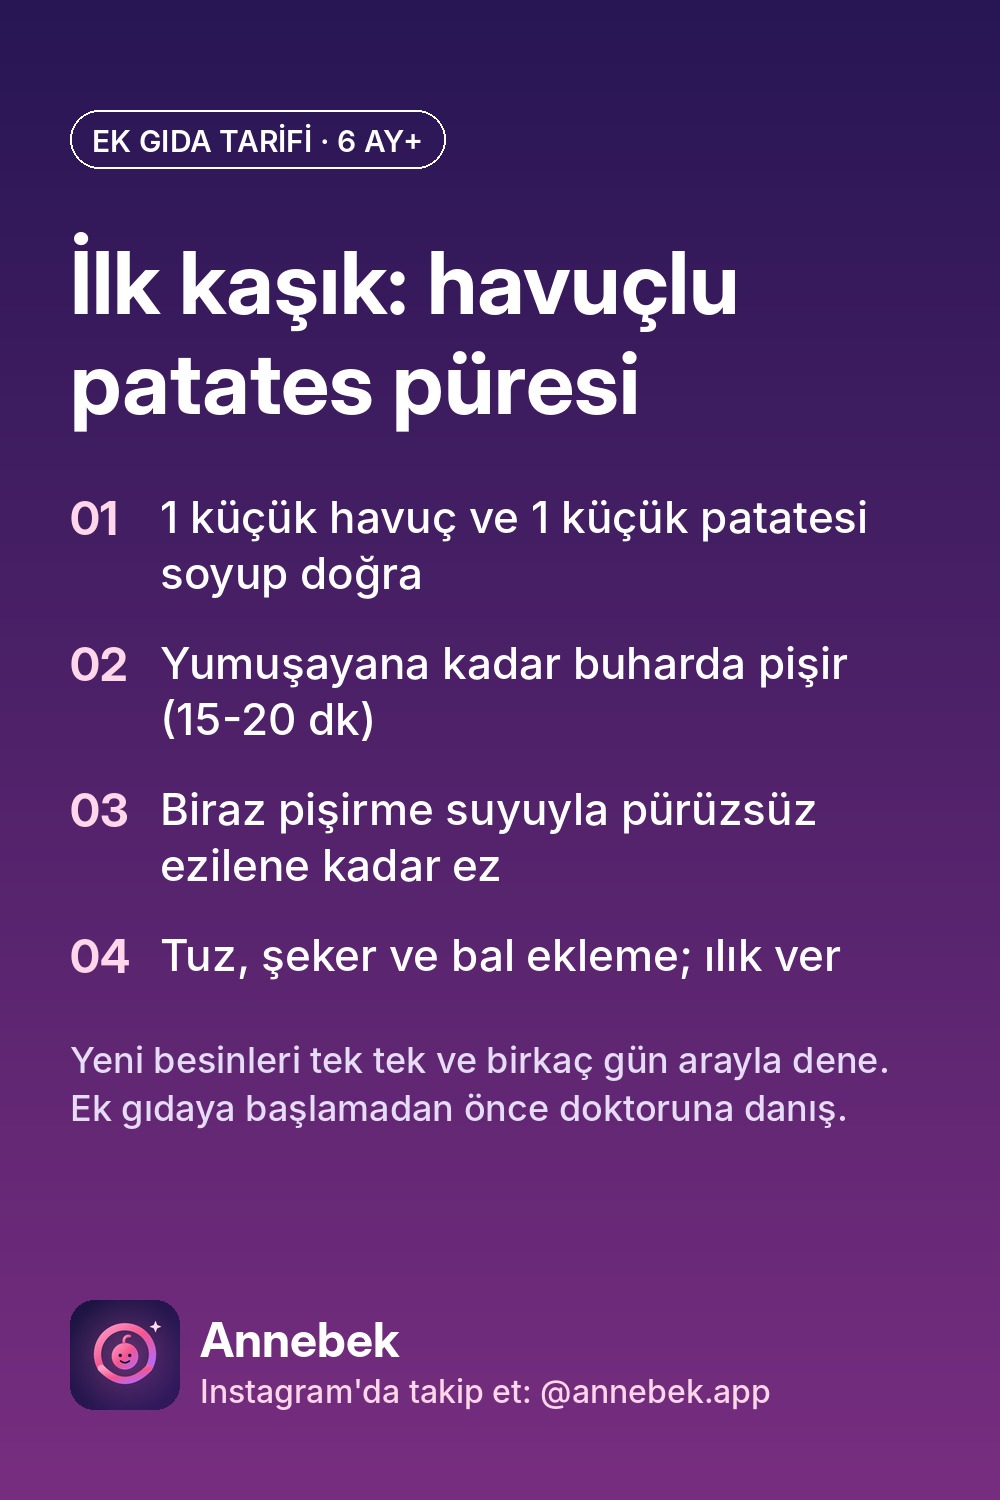 EK GIDA TARİFİ · 6 AY+
İlk kaşık: havuçlu
patates püresi
01 1 küçük havuç ve 1 küçük patatesi
soyup doğra
02 Yumuşayana kadar buharda pişir
(15-20 dk)
03 Biraz pişirme suyuyla pürüzsüz
ezilene kadar ez
04 Tuz, şeker ve bal ekleme; ılık ver
Yeni besinleri tek tek ve birkaç gün arayla dene.
Ek gıdaya başlamadan önce doktoruna danış.
Annebek
Instagram'da takip et: @annebek.app